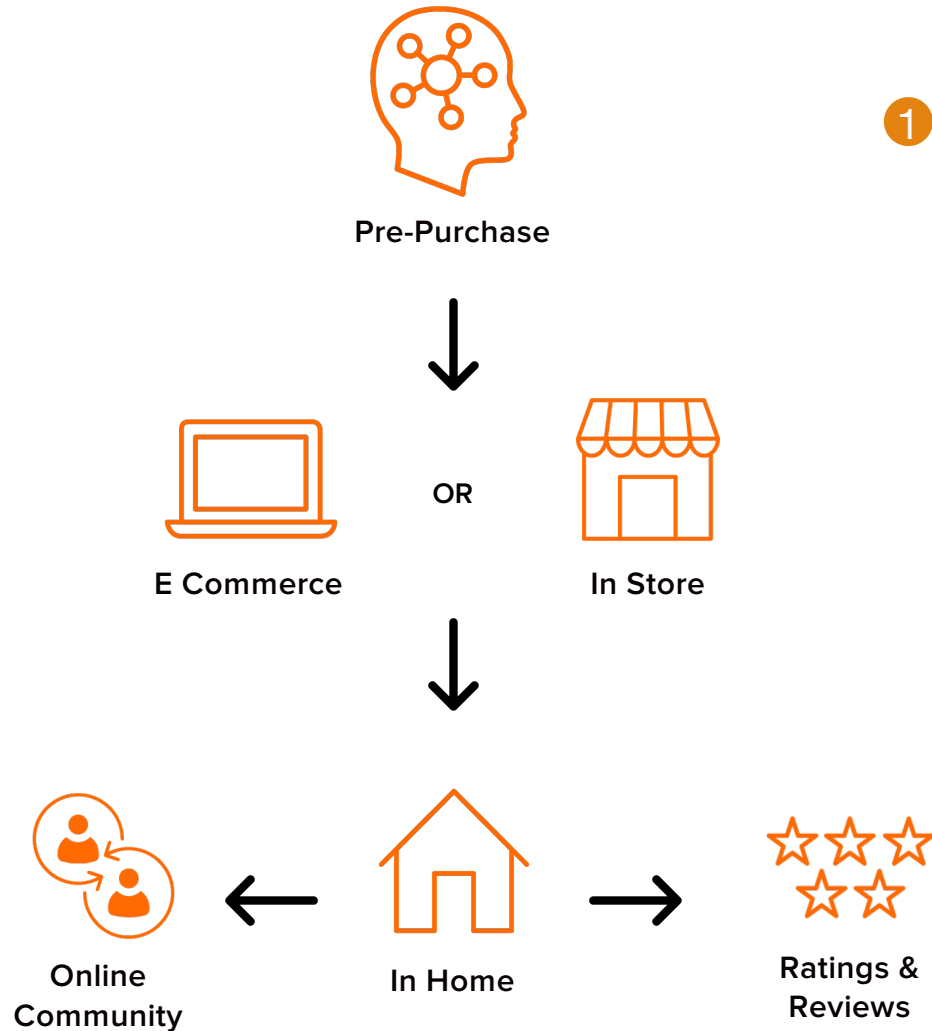 1
Pre-Purchase
OR
E Commerce
In Store
Online
Community
In Home
Ratings &
Reviews